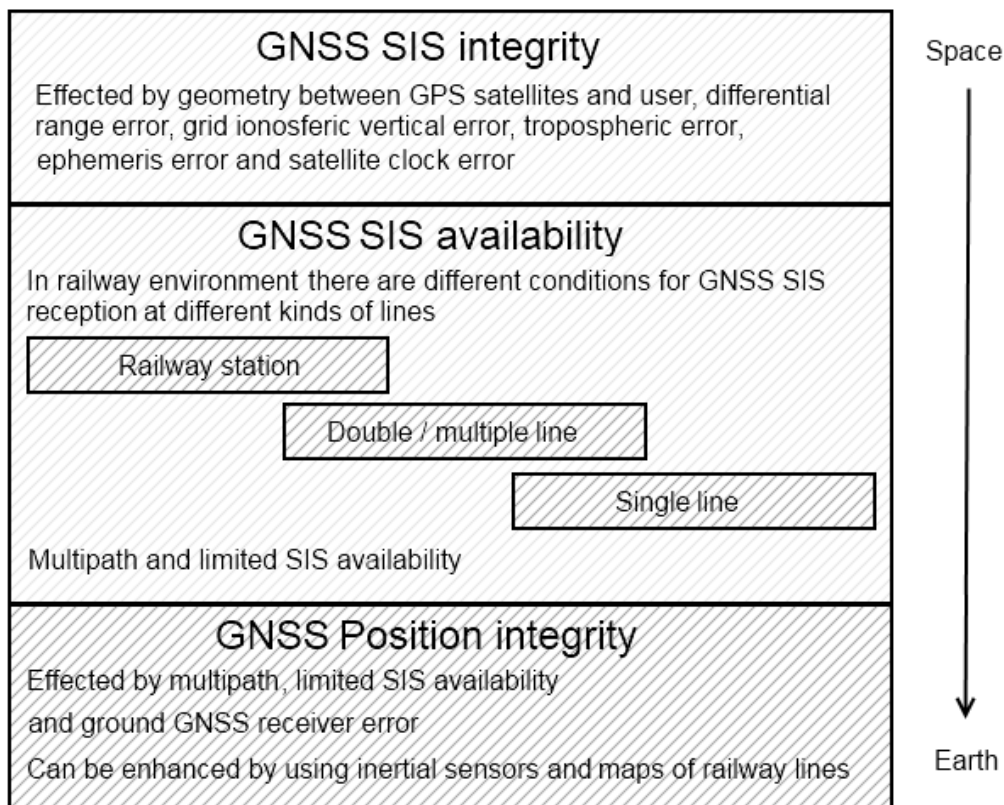 GNSS SIS integrity
Effected by geometry between GPS satellites and user, differential
range error, grid ionosferic vertical error, tropospheric error,
ephemeris error and satellite clock error
GNSS SIS availability
In railway environment there are different conditions for GNSS SIS
reception at different kinds of lines
Railway station
Double / multiple line
Single line
Multipath and limited SIS availability
GNSS Position integrity
Effected by multipath, limited SIS availability
and ground GNSS receiver error
Can be enhanced by using inertial sensors and maps of railway lines
Space
Earth